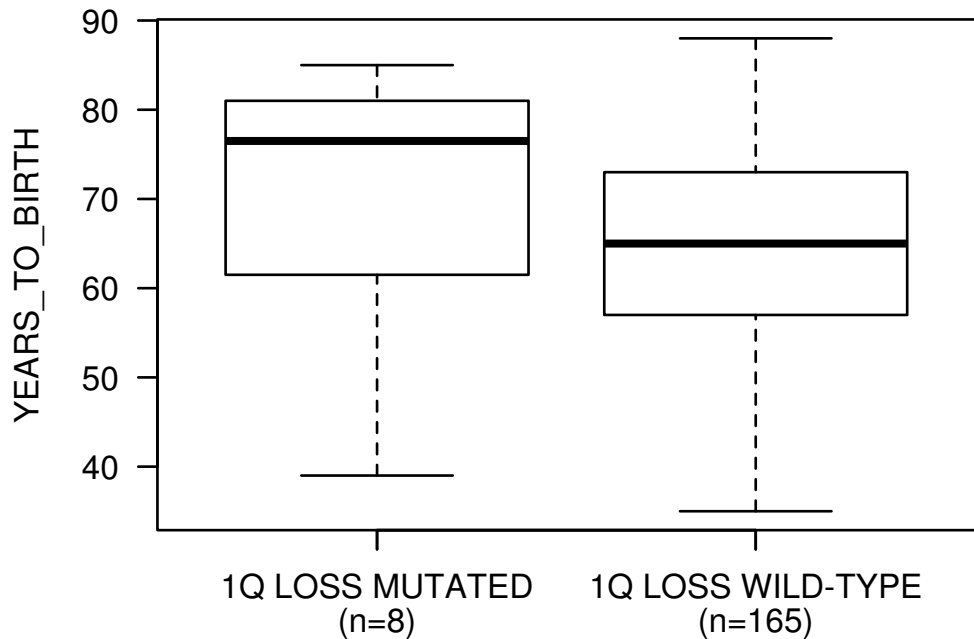 YEARS_TO_BIRTH
90
80
70
60
50
40
1Q LOSS MUTATED
(n=8)
1Q LOSS WILD-TYPE
(n=165)